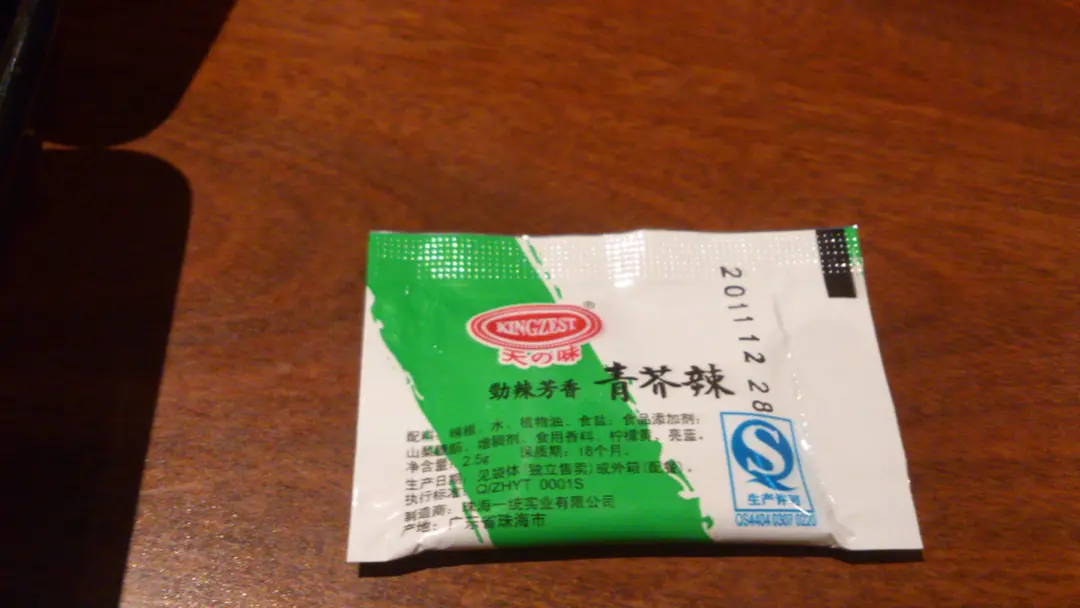 KINGZEST®
天の味
劲辣芳香 青芥辣
2011 12 28
配料：辣根、水、植物油、食盐；食品添加剂：
山梨糖醇、增稠剂、食用香料、柠檬黄、亮蓝。
净含量：2.5g 保质期：18个月。
生产日期：见袋体(独立售卖)或外箱(配餐)。
执行标准：Q/ZHYT 0001S
制造商：珠海一统实业有限公司
产地：广东省珠海市
生产许可
QS4404 0307 0220